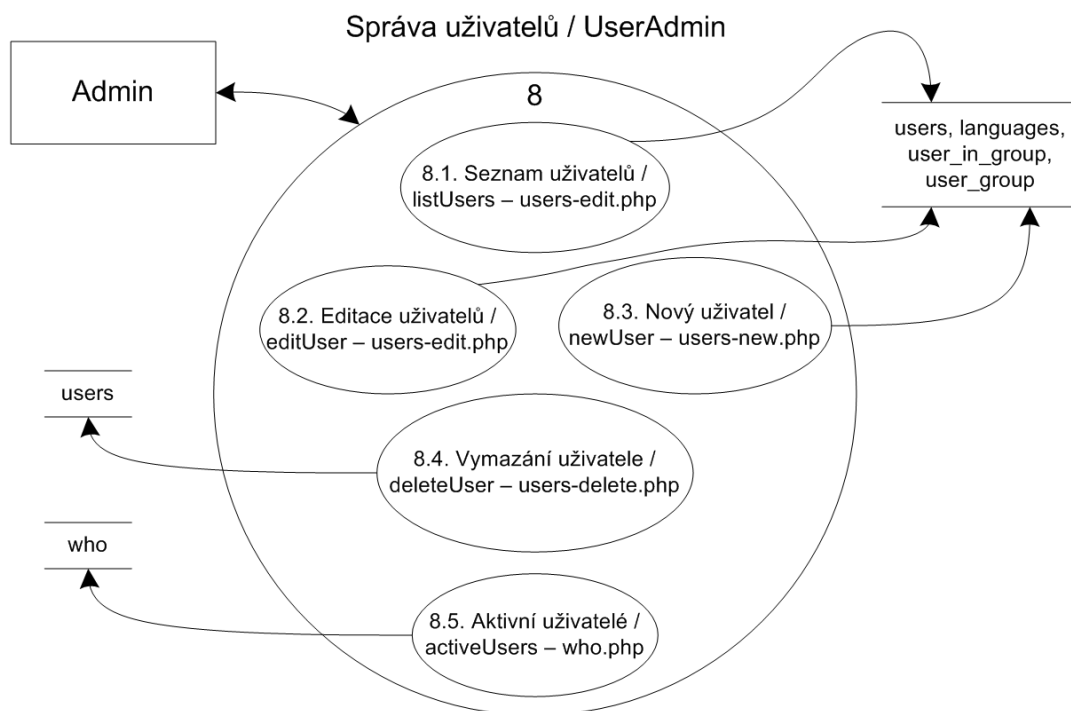 Správa uživatelů / UserAdmin
Admin
8
8.1. Seznam uživatelů /
listUsers – users-edit.php
users, languages,
user_in_group,
user_group
8.2. Editace uživatelů /
editUser – users-edit.php
8.3. Nový uživatel /
newUser – users-new.php
users
8.4. Vymazání uživatele /
deleteUser – users-delete.php
who
8.5. Aktivní uživatelé /
activeUsers – who.php